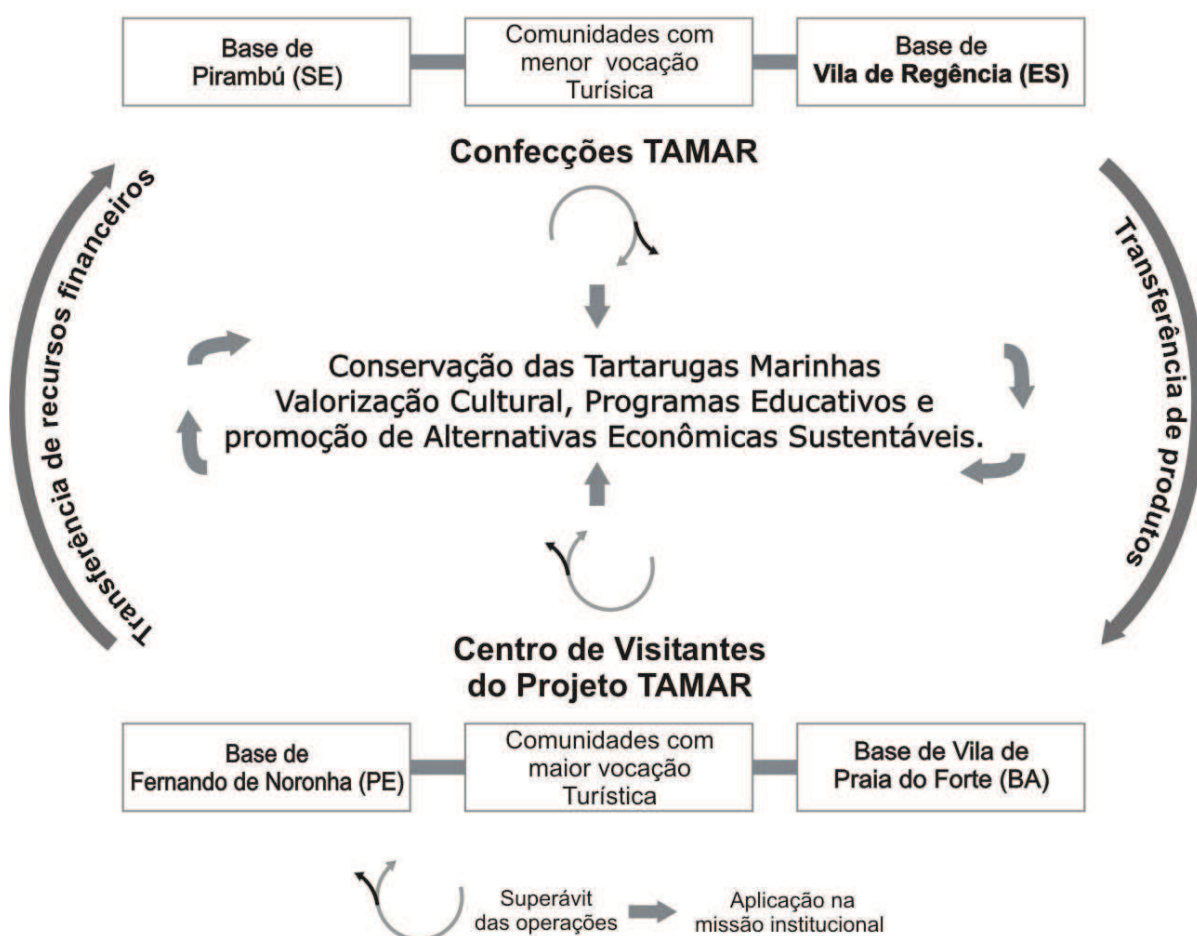 Base de
Pirambú (SE)
Comunidades com
menor vocação
Turísica
Base de
Vila de Regência (ES)
Confecções TAMAR
Transferência de recursos financeiros
Transferência de produtos
Conservação das Tartarugas Marinhas
Valorização Cultural, Programas Educativos e
promoção de Alternativas Econômicas Sustentáveis.
Centro de Visitantes
do Projeto TAMAR
Base de
Fernando de Noronha (PE)
Comunidades com
maior vocação
Turística
Base de Vila de
Praia do Forte (BA)
Superávit
das operações
Aplicação na
missão institucional